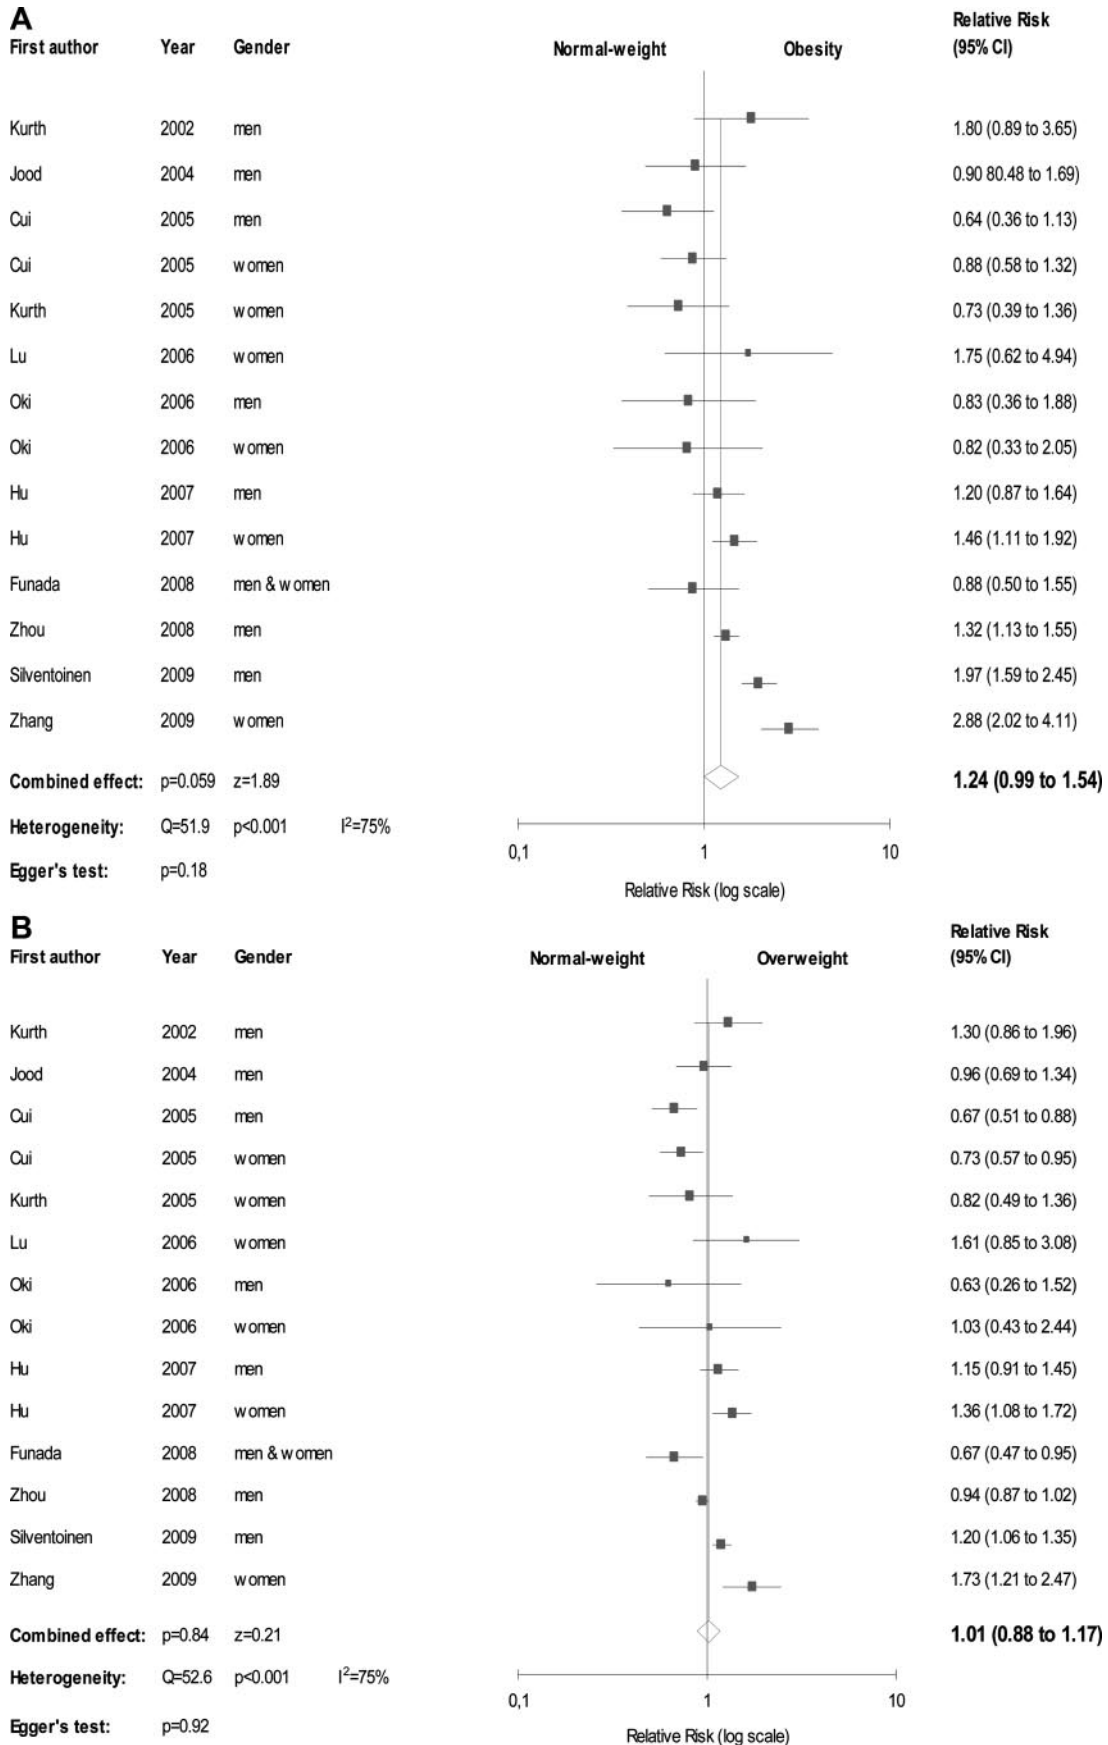 A
Relative Risk
First author Year Gender Normal-weight Obesity (95% CI)
Kurth 2002 men 1.80 (0.89 to 3.65)
Jood 2004 men 0.90 80.48 to 1.69)
Cui 2005 men 0.64 (0.36 to 1.13)
Cui 2005 women 0.88 (0.58 to 1.32)
Kurth 2005 women 0.73 (0.39 to 1.36)
Lu 2006 women 1.75 (0.62 to 4.94)
Oki 2006 men 0.83 (0.36 to 1.88)
Oki 2006 women 0.82 (0.33 to 2.05)
Hu 2007 men 1.20 (0.87 to 1.64)
Hu 2007 women 1.46 (1.11 to 1.92)
Funada 2008 men & women 0.88 (0.50 to 1.55)
Zhou 2008 men 1.32 (1.13 to 1.55)
Silventoinen 2009 men 1.97 (1.59 to 2.45)
Zhang 2009 women 2.88 (2.02 to 4.11)
Combined effect: p=0.059 z=1.89 1.24 (0.99 to 1.54)
Heterogeneity: Q=51.9 p<0.001 I²=75%
0,1 1 10
Egger's test: p=0.18
Relative Risk (log scale)
B
Relative Risk
First author Year Gender Normal-weight Overweight (95% CI)
Kurth 2002 men 1.30 (0.86 to 1.96)
Jood 2004 men 0.96 (0.69 to 1.34)
Cui 2005 men 0.67 (0.51 to 0.88)
Cui 2005 women 0.73 (0.57 to 0.95)
Kurth 2005 women 0.82 (0.49 to 1.36)
Lu 2006 women 1.61 (0.85 to 3.08)
Oki 2006 men 0.63 (0.26 to 1.52)
Oki 2006 women 1.03 (0.43 to 2.44)
Hu 2007 men 1.15 (0.91 to 1.45)
Hu 2007 women 1.36 (1.08 to 1.72)
Funada 2008 men & women 0.67 (0.47 to 0.95)
Zhou 2008 men 0.94 (0.87 to 1.02)
Silventoinen 2009 men 1.20 (1.06 to 1.35)
Zhang 2009 women 1.73 (1.21 to 2.47)
Combined effect: p=0.84 z=0.21 1.01 (0.88 to 1.17)
Heterogeneity: Q=52.6 p<0.001 I²=75%
0,1 1 10
Egger's test: p=0.92
Relative Risk (log scale)